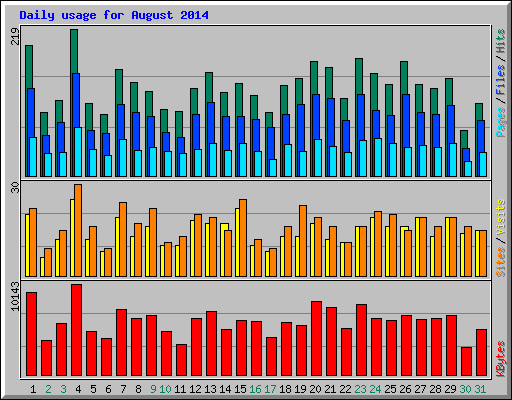 Daily usage for August 2014
219
Pages / Files / Hits
30
Sites / Visits
10143
KBytes
1 2 3 4 5 6 7 8 9 10 11 12 13 14 15 16 17 18 19 20 21 22 23 24 25 26 27 28 29 30 31